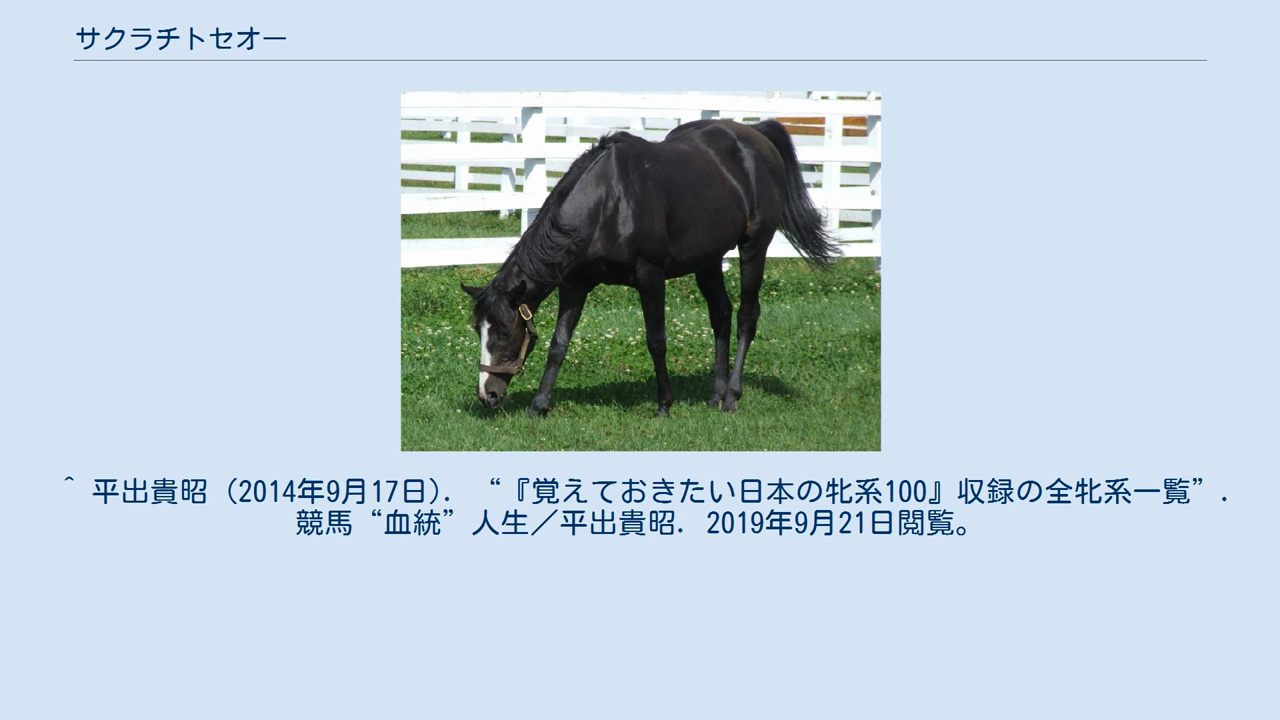 サクラチトセオー
^ 平出貴昭 (2014年9月17日). “『覚えておきたい日本の牝系100』収録の全牝系一覧”.
競馬“血統”人生／平出貴昭. 2019年9月21日閲覧。